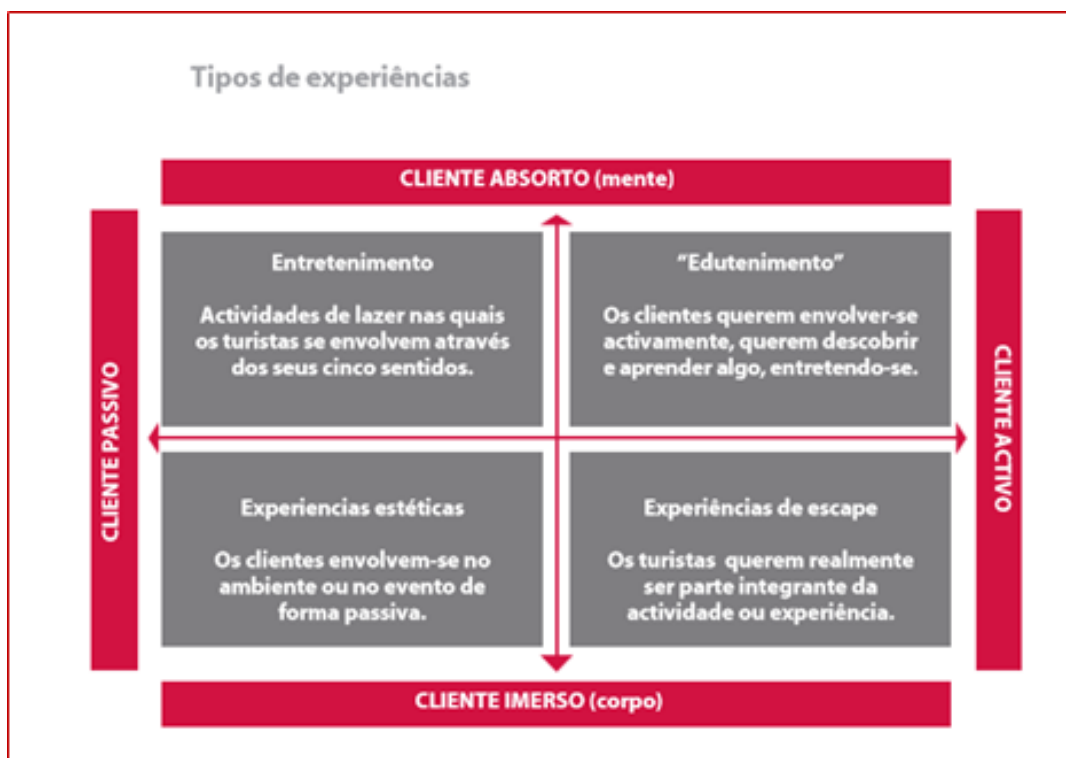 Tipos de experiências
CLIENTE ABSORTO (mente)
CLIENTE PASSIVO
Entretenimento
Actividades de lazer nas quais
os turistas se envolvem através
dos seus cinco sentidos.
"Edutenimento"
Os clientes querem envolver-se
activamente, querem descobrir
e aprender algo, entretendo-se.
CLIENTE ACTIVO
Experiencias estéticas
Os clientes envolvem-se no
ambiente ou no evento de
forma passiva.
Experiências de escape
Os turistas querem realmente
ser parte integrante da
actividade ou experiência.
CLIENTE IMERSO (corpo)